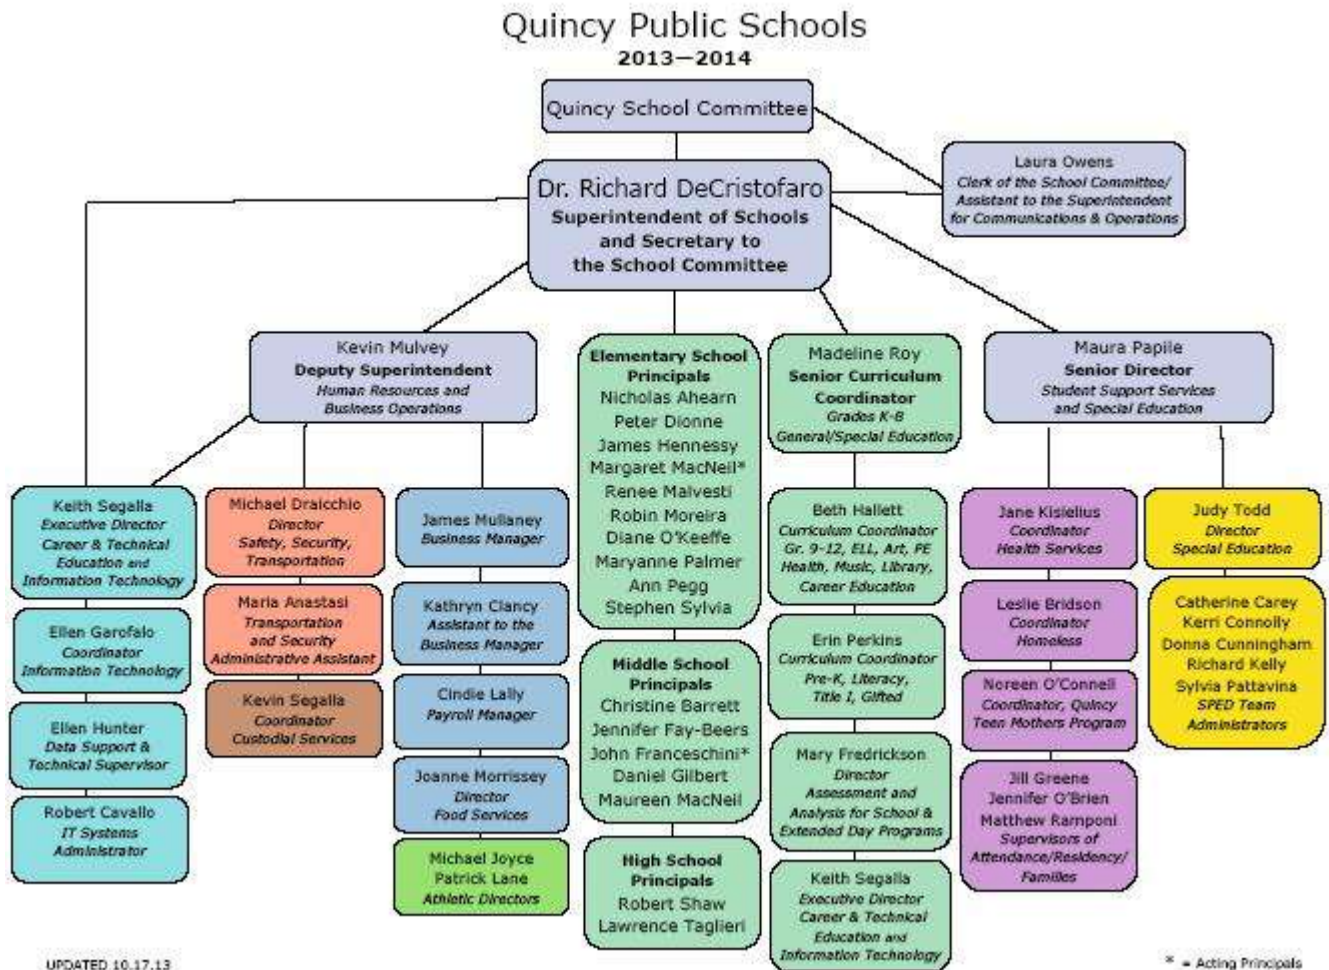 Quincy Public Schools
2013—2014
Quincy School Committee
Laura Owens
Clerk of the School Committee/
Assistant to the Superintendent
for Communications & Operations
Dr. Richard DeCristofaro
Superintendent of Schools
and Secretary to
the School Committee
Kevin Mulvey
Deputy Superintendent
Human Resources and
Business Operations
Elementary School
Principals
Nicholas Ahearn
Peter Dionne
James Hennessy
Margaret MacNeil*
Renee Malvesti
Robin Moreira
Diane O'Keeffe
Maryanne Palmer
Ann Pegg
Stephen Sylvia
Madeline Roy
Senior Curriculum
Coordinator
Grades K-8
General/Special Education
Maura Papile
Senior Director
Student Support Services
and Special Education
Keith Segalla
Executive Director
Career & Technical
Education and
Information Technology
Ellen Garofalo
Coordinator
Information Technology
Ellen Hunter
Data Support &
Technical Supervisor
Robert Cavallo
IT Systems
Administrator
Michael Draicchio
Director
Safety, Security,
Transportation
Maria Anastasi
Transportation
and Security
Administrative Assistant
Kevin Segalla
Coordinator
Custodial Services
James Mullaney
Business Manager
Kathryn Clancy
Assistant to the
Business Manager
Cindie Lally
Payroll Manager
Joanne Morrissey
Director
Food Services
Michael Joyce
Patrick Lane
Athletic Directors
Middle School
Principals
Christine Barrett
Jennifer Fay-Beers
John Franceschini*
Daniel Gilbert
Maureen MacNeil
High School
Principals
Robert Shaw
Lawrence Taglieri
Beth Hallett
Curriculum Coordinator
Gr. 9-12, ELL, Art, PE
Health, Music, Library,
Career Education
Erin Perkins
Curriculum Coordinator
Pre-K, Literacy,
Title I, Gifted
Mary Fredrickson
Director
Assessment and
Analysis for School &
Extended Day Programs
Keith Segalla
Executive Director
Career & Technical
Education and
Information Technology
Jane Kisielius
Coordinator
Health Services
Leslie Bridson
Coordinator
Homeless
Noreen O'Connell
Coordinator, Quincy
Teen Mothers Program
Jill Greene
Jennifer O'Brien
Matthew Ramponi
Supervisors of
Attendance/Residency/
Families
Judy Todd
Director
Special Education
Catherine Carey
Kerri Connolly
Donna Cunningham
Richard Kelly
Sylvia Pattavina
SPED Team
Administrators
UPDATED 10.17.13
* = Acting Principals